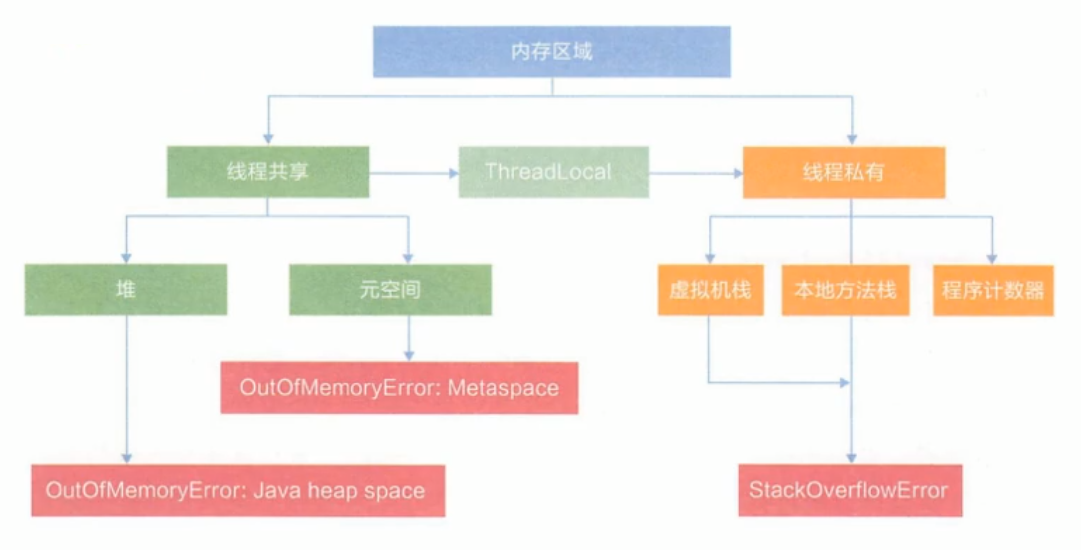 内存区域
线程共享
ThreadLocal
线程私有
堆
元空间
虚拟机栈
本地方法栈
程序计数器
OutOfMemoryError: Metaspace
OutOfMemoryError: Java heap space
StackOverflowError